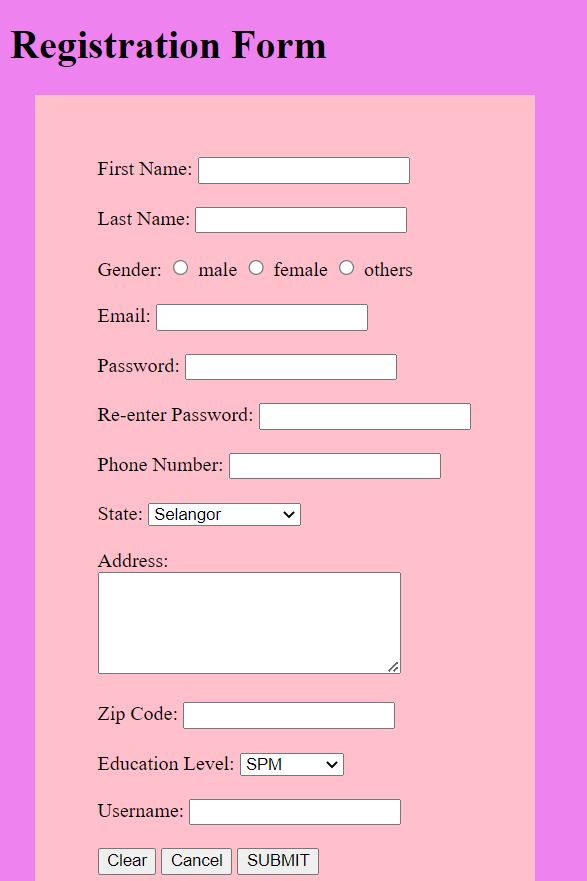 Registration Form
First Name:
Last Name:
Gender: male female others
Email:
Password:
Re-enter Password:
Phone Number:
State: Selangor
Address:
Zip Code:
Education Level: SPM
Username:
Clear Cancel SUBMIT